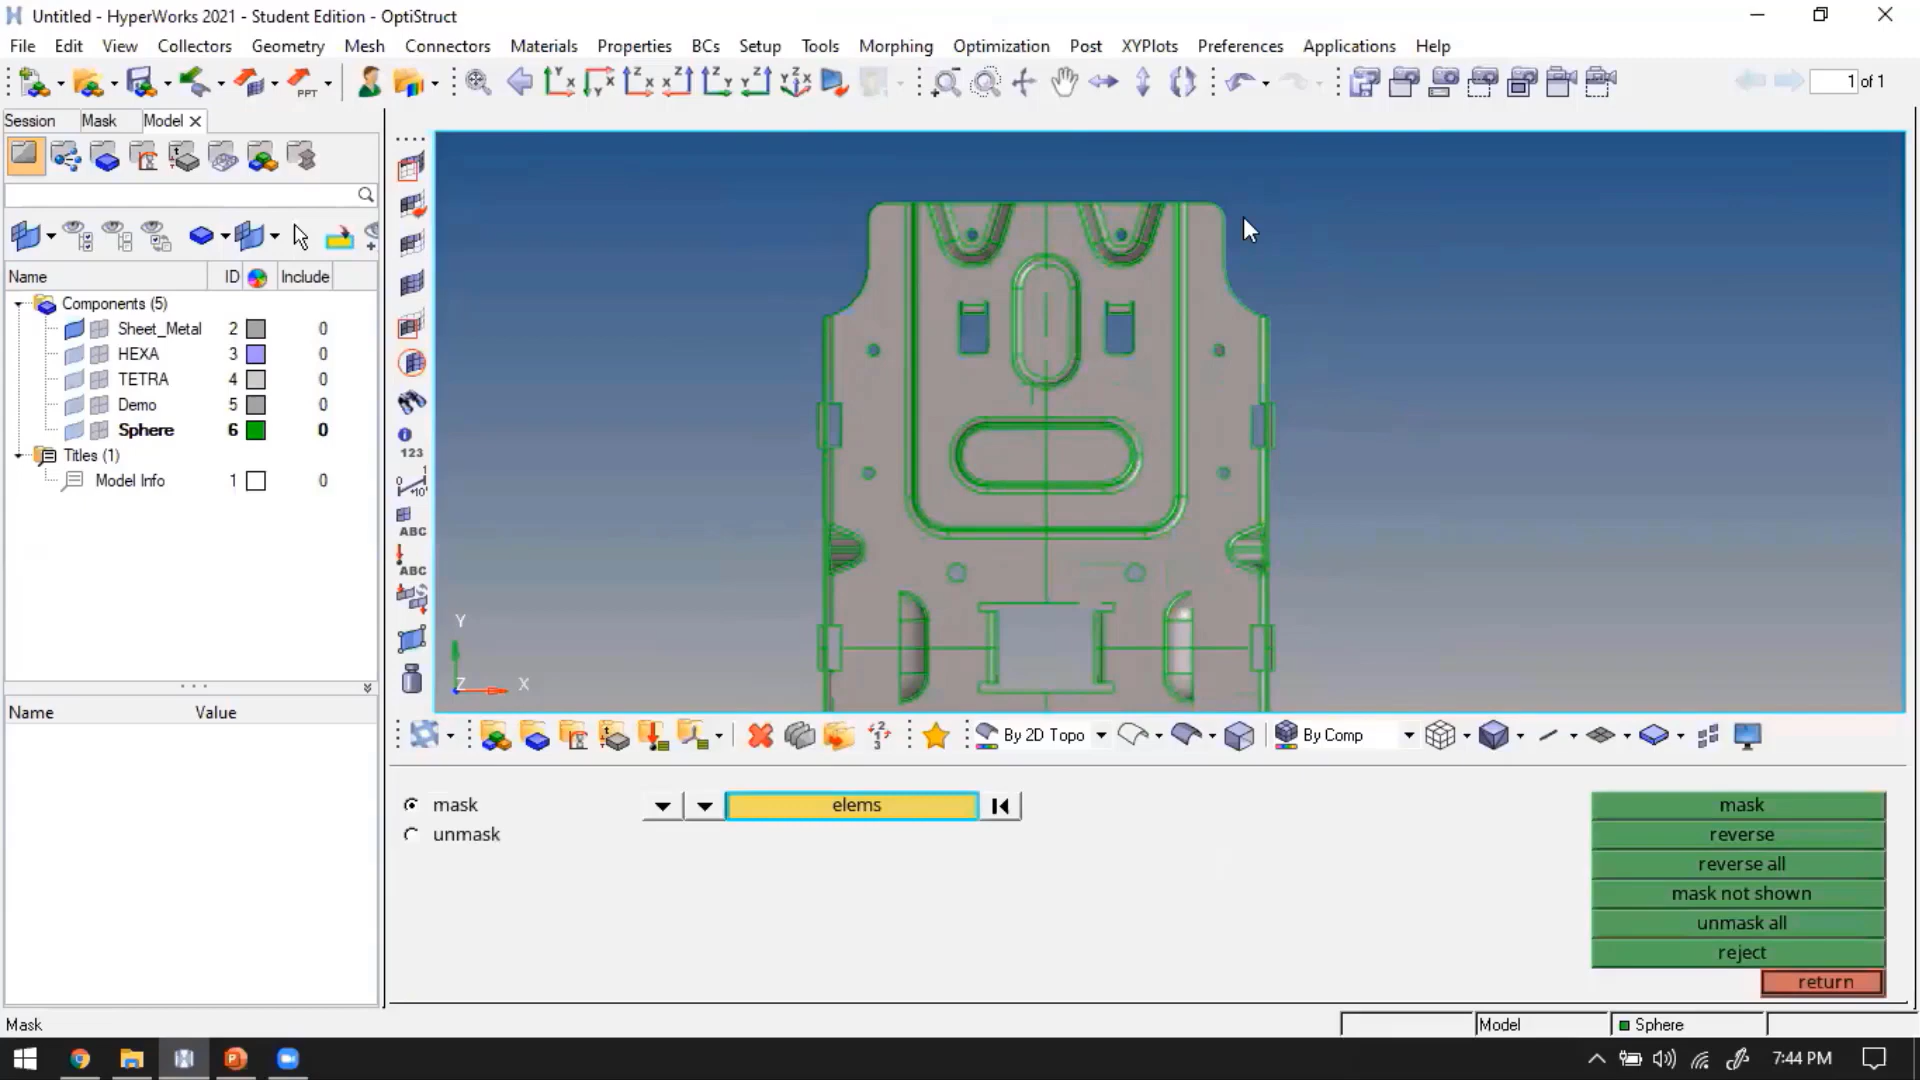 Untitled - HyperWorks 2021 - Student Edition - OptiStruct
File Edit View Collectors Geometry Mesh Connectors Materials Properties BCs Setup Tools Morphing Optimization Post XYPlots Preferences Applications Help
PPT
1 of 1
Session Mask Model
Name ID Include
Components (5)
Sheet_Metal 2 0
HEXA 3 0
TETRA 4 0
Demo 5 0
Sphere 6 0
Titles (1)
Model Info 1 0
Name Value
123
ABC
ABC
Y
Z X
By 2D Topo By Comp
mask elems
unmask
mask
reverse
reverse all
mask not shown
unmask all
reject
return
Mask Model Sphere
7:44 PM